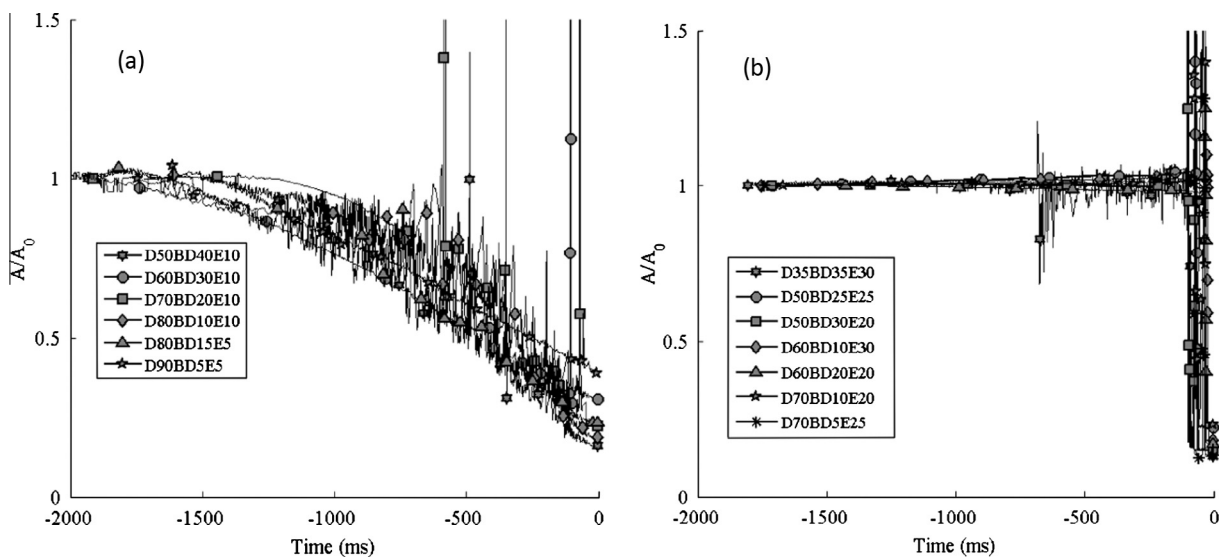 (a)
1.5
1
0.5
0
A/A0
D50BD40E10
D60BD30E10
D70BD20E10
D80BD10E10
D80BD15E5
D90BD5E5
-2000 -1500 -1000 -500 0
Time (ms)
(b)
1.5
1
0.5
0
A/A0
D35BD35E30
D50BD25E25
D50BD30E20
D60BD10E30
D60BD20E20
D70BD10E20
D70BD5E25
-2000 -1500 -1000 -500 0
Time (ms)